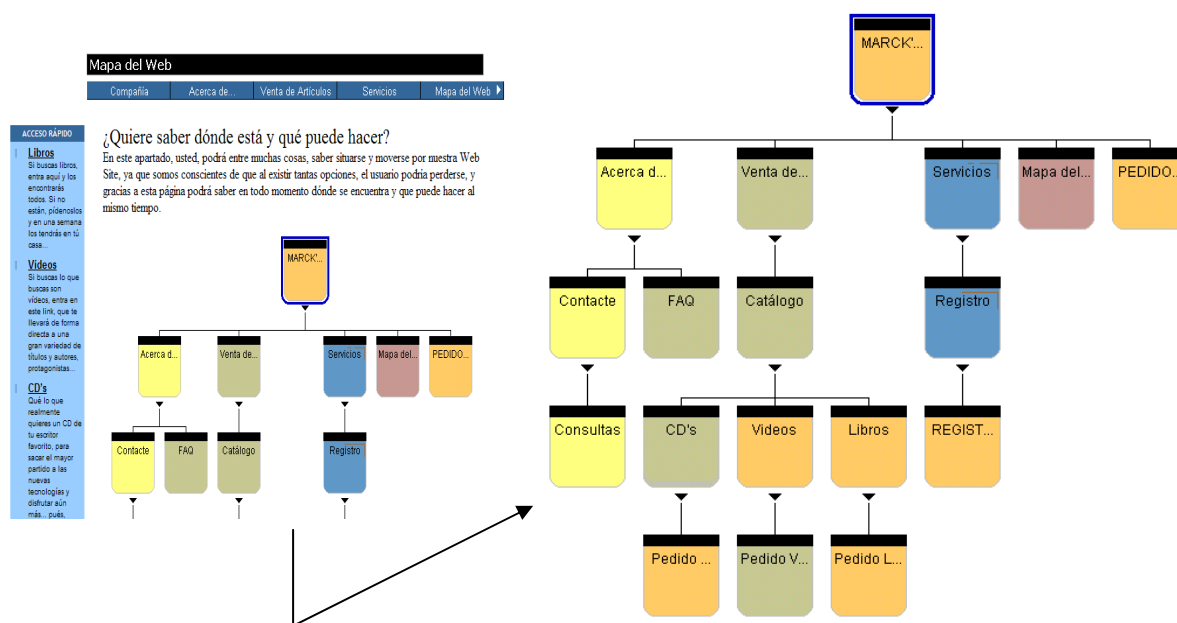 Mapa del Web
Compañía
Acerca de...
Venta de Artículos
Servicios
Mapa del Web
ACCESO RÁPIDO
Libros
Si buscas libros,
entra aquí y los
encontrarás
todos. Si no
están, pídenoslos
y en una semana
los tendrás en tú
casa...
Vídeos
Si buscas lo que
buscas son
vídeos, entra en
este link, que te
llevará de forma
directa a una
gran variedad de
títulos y autores,
protagonistas...
CD's
Qué lo que
realmente
quieres un CD de
tu escritor
favorito, para
sacar el mayor
partido a las
nuevas
tecnologías y
disfrutar aún
más... pués,
¿Quiere saber dónde está y qué puede hacer?
En este apartado, usted, podrá entre muchas cosas, saber situarse y moverse por nuestra Web
Site, ya que somos conscientes de que al existir tantas opciones, el usuario podría perderse, y
gracias a esta página podrá saber en todo momento dónde se encuentra y que puede hacer al
mismo tiempo.
MARCK'...
Acerca d...
Venta de...
Servicios
Mapa del...
PEDIDO...
Contacte
FAQ
Catálogo
Registro
MARCK'...
Acerca d...
Venta de...
Servicios
Mapa del...
PEDIDO...
Contacte
FAQ
Catálogo
Registro
Consultas
CD's
Videos
Libros
REGIST...
Pedido ...
Pedido V...
Pedido L...